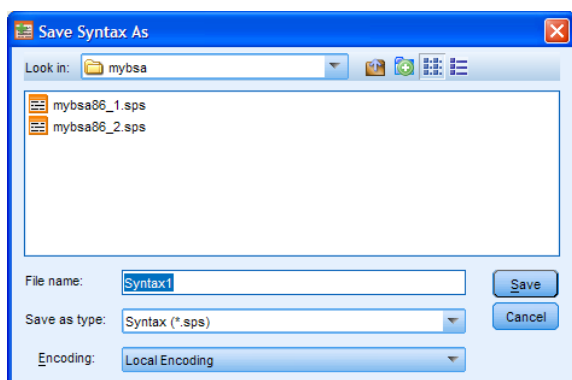 Save Syntax As
Look in: mybsa
mybsa86_1.sps
mybsa86_2.sps
File name: Syntax1 Save
Save as type: Syntax (*.sps) Cancel
Encoding: Local Encoding